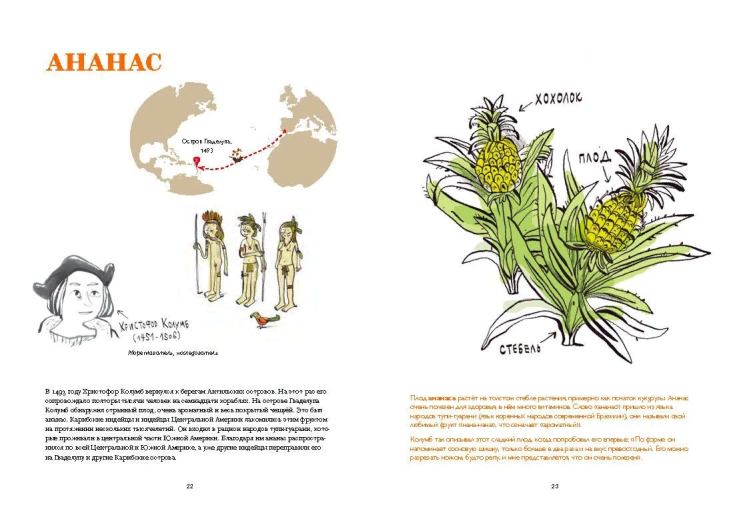 АНАНАС
Остров Гваделупа,
1493
Христофор Колумб
(1451-1506)
Мореплаватель, исследователь
В 1493 году Христофор Колумб вернулся к берегам Антильских островов. На этот раз его
сопровождало полторы тысячи человек на семнадцати кораблях. На острове Гваделупа
Колумб обнаружил странный плод, очень ароматный и весь покрытый чешуёй. Это был
ананас. Карибские индейцы и индейцы Центральной Америки лакомились этим фруктом
на протяжении нескольких тысячелетий. Он входил в рацион народов тупи-гуарани, кото-
рые проживали в центральной части Южной Америки. Благодаря им ананас распростра-
нился по всей Центральной и Южной Америке, а уже другие индейцы переправили его
на Гваделупу и другие Карибские острова.
22
ХОХОЛОК
ПЛОД
СТЕБЕЛЬ
Плод ананаса растёт на толстом стебле растения, примерно как початок кукурузы. Ананас
очень полезен для здоровья, в нём много витаминов. Слово «ананас» пришло из языка
народов тупи-гуарани (язык коренных народов современной Бразилии), они называли свой
любимый фрукт «нана-нана», что означает «ароматный».
Колумб так описывал этот сладкий плод, когда попробовал его впервые: «По форме он
напоминает сосновую шишку, только больше в два раза и на вкус превосходный. Его можно
разрезать ножом, будто репу, и мне представляется, что он очень полезен».
23